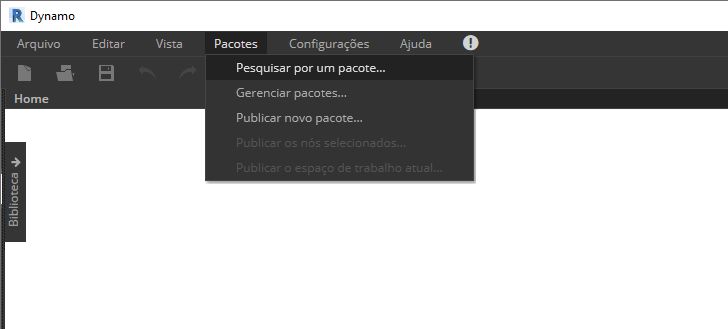 Dynamo
Arquivo Editar Vista Pacotes Configurações Ajuda
Pesquisar por um pacote...
Gerenciar pacotes...
Publicar novo pacote...
Publicar os nós selecionados...
Publicar o espaço de trabalho atual...
Home
Biblioteca